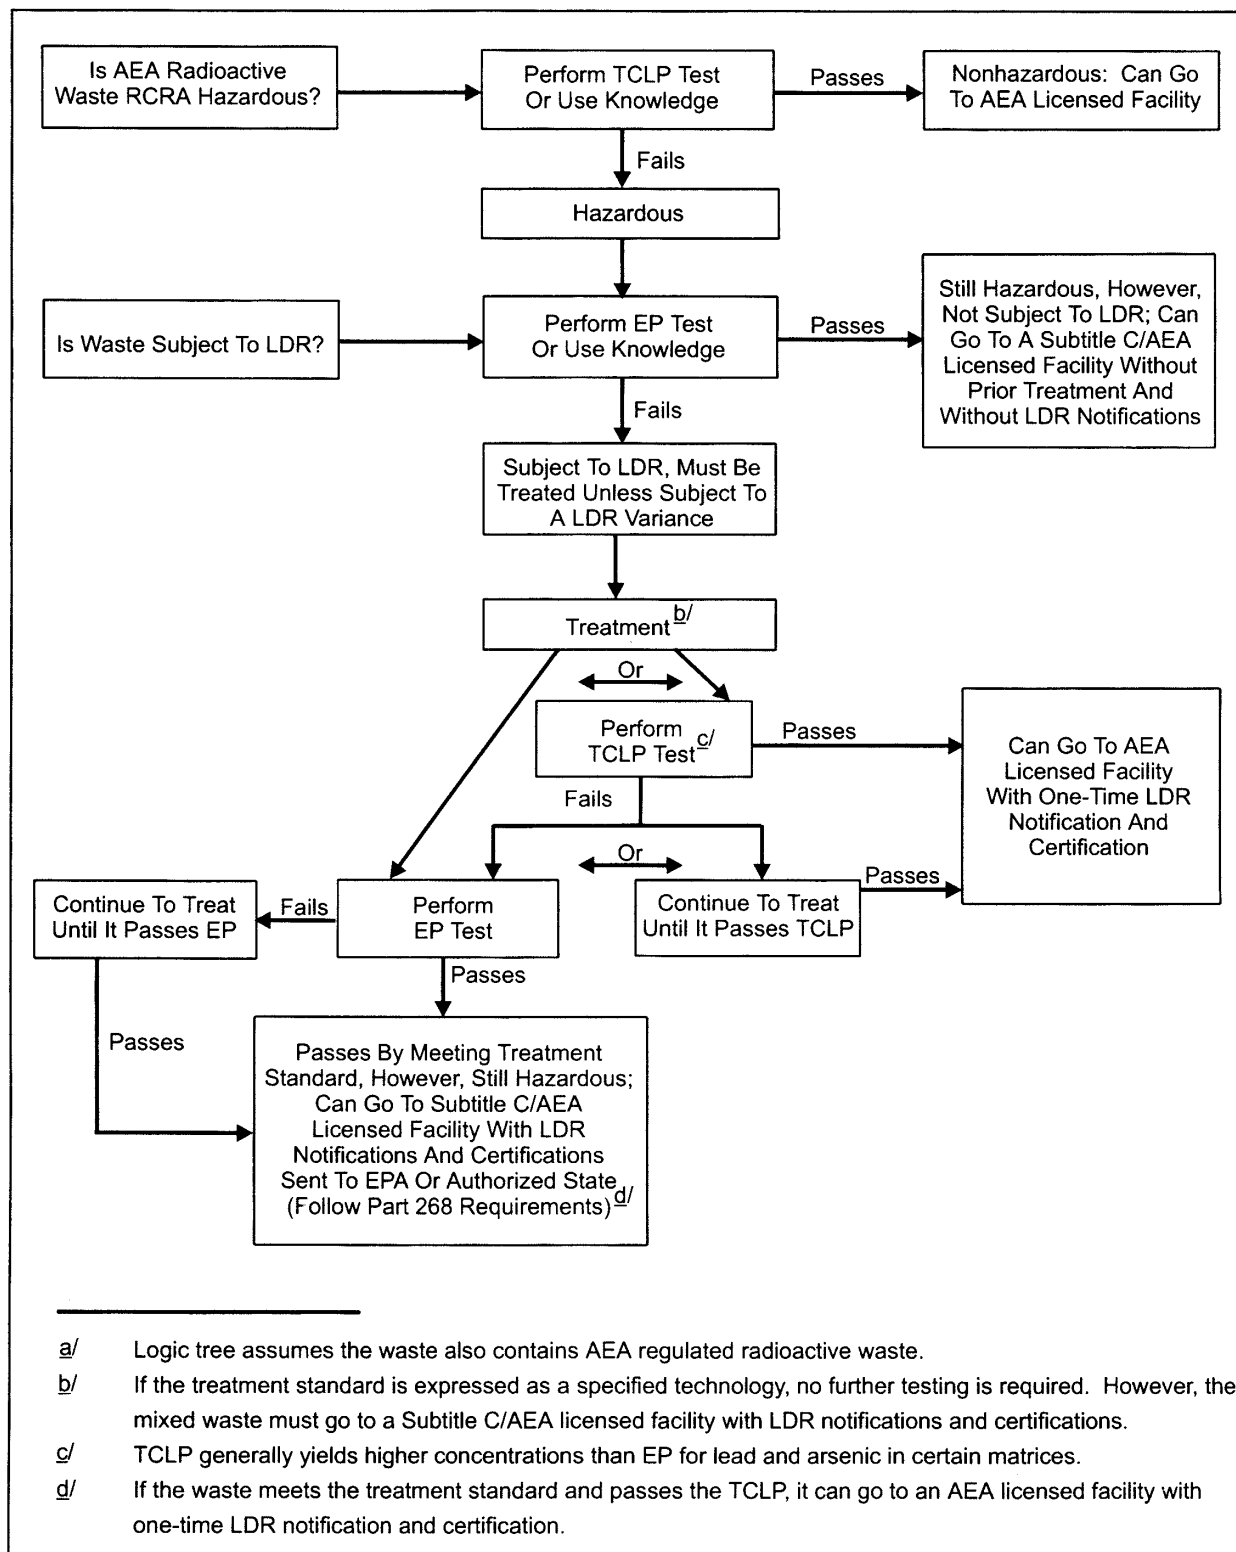 Is AEA Radioactive
Waste RCRA Hazardous?
Perform TCLP Test
Or Use Knowledge
Passes
Nonhazardous: Can Go
To AEA Licensed Facility
Fails
Hazardous
Is Waste Subject To LDR?
Perform EP Test
Or Use Knowledge
Passes
Still Hazardous, However,
Not Subject To LDR; Can
Go To A Subtitle C/AEA
Licensed Facility Without
Prior Treatment And
Without LDR Notifications
Fails
Subject To LDR, Must Be
Treated Unless Subject To
A LDR Variance
Treatment b/
Or
Perform
TCLP Test c/
Passes
Can Go To AEA
Licensed Facility
With One-Time LDR
Notification And
Certification
Fails
Or
Continue To Treat
Until It Passes EP
Fails
Perform
EP Test
Continue To Treat
Until It Passes TCLP
Passes
Passes
Passes
Passes By Meeting Treatment
Standard, However, Still Hazardous;
Can Go To Subtitle C/AEA
Licensed Facility With LDR
Notifications And Certifications
Sent To EPA Or Authorized State
(Follow Part 268 Requirements) d/
a/ Logic tree assumes the waste also contains AEA regulated radioactive waste.
b/ If the treatment standard is expressed as a specified technology, no further testing is required. However, the
mixed waste must go to a Subtitle C/AEA licensed facility with LDR notifications and certifications.
c/ TCLP generally yields higher concentrations than EP for lead and arsenic in certain matrices.
d/ If the waste meets the treatment standard and passes the TCLP, it can go to an AEA licensed facility with
one-time LDR notification and certification.